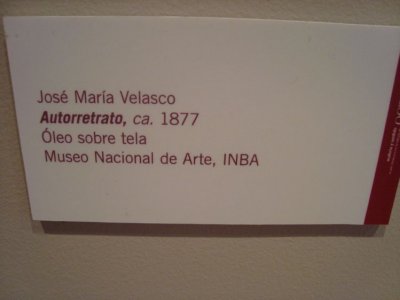 José María Velasco
Autorretrato, ca. 1877
Óleo sobre tela
Museo Nacional de Arte, INBA